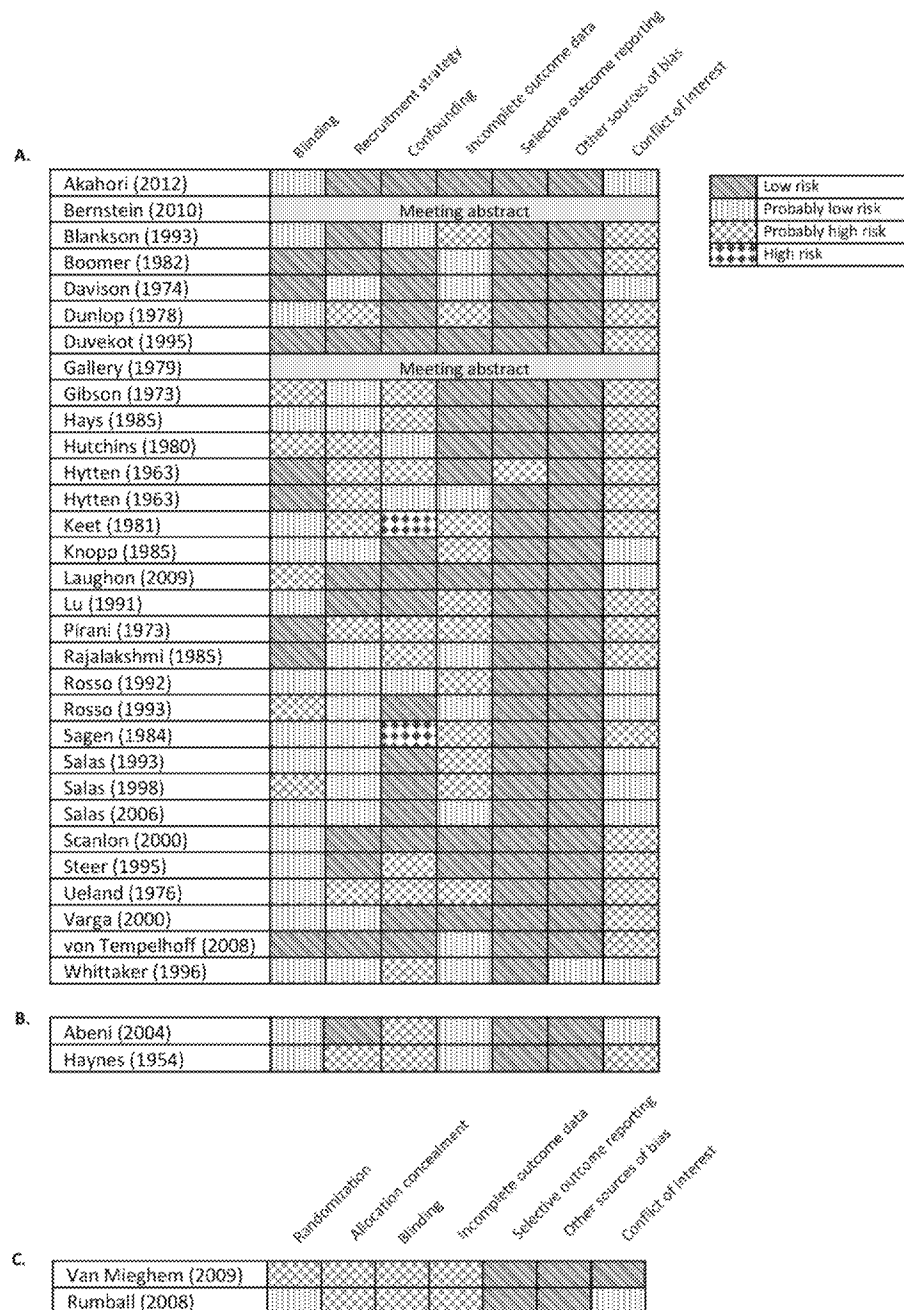 Blinding
Recruitment strategy
Confounding
Incomplete outcome data
Selective outcome reporting
Other sources of bias
Conflict of interest
A.
Akahori (2012)
Bernstein (2010) Meeting abstract
Blankson (1993)
Boomer (1982)
Davison (1974)
Dunlop (1978)
Duvekot (1995)
Gallery (1979) Meeting abstract
Gibson (1973)
Hays (1985)
Hutchins (1980)
Hytten (1963)
Hytten (1963)
Keet (1981)
Knopp (1985)
Laughon (2009)
Lu (1991)
Pirani (1973)
Rajalakshmi (1985)
Rosso (1992)
Rosso (1993)
Sagen (1984)
Salas (1993)
Salas (1998)
Salas (2006)
Scanlon (2000)
Steer (1995)
Ueland (1976)
Varga (2000)
von Tempelhoff (2008)
Whittaker (1996)
Low risk
Probably low risk
Probably high risk
High risk
B.
Abeni (2004)
Haynes (1954)
Randomization
Allocation concealment
Blinding
Incomplete outcome data
Selective outcome reporting
Other sources of bias
Conflict of interest
C.
Van Mieghem (2009)
Rumball (2008)